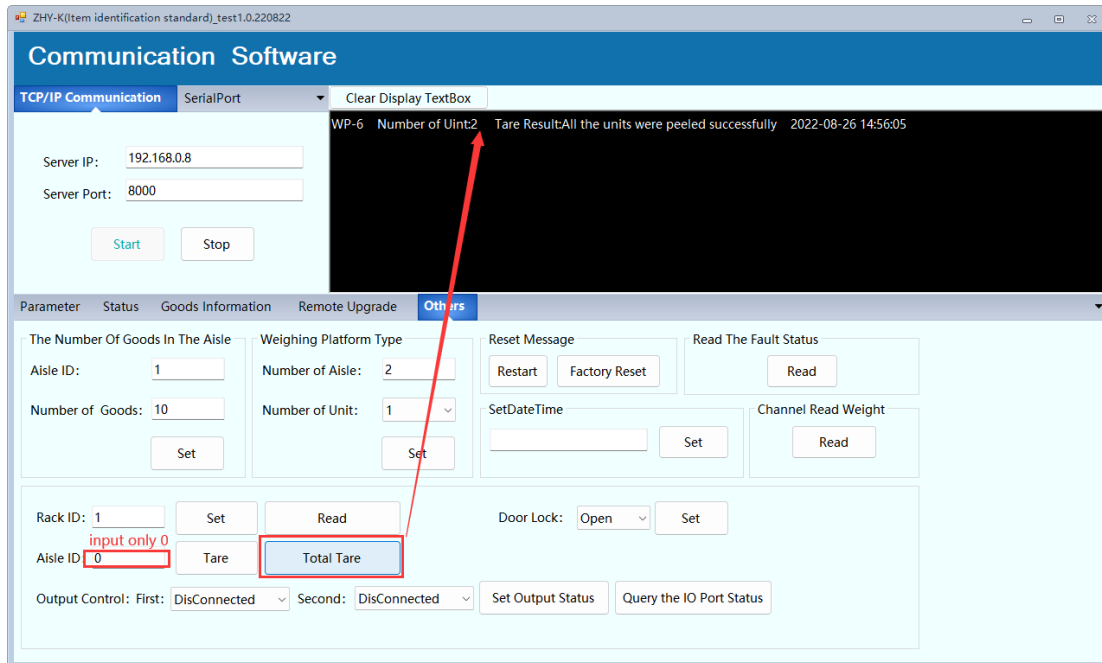 ZHY-K(Item identification standard)_test1.0.220822
Communication Software
TCP/IP Communication SerialPort Clear Display TextBox
WP-6 Number of Uint:2 Tare Result:All the units were peeled successfully 2022-08-26 14:56:05
Server IP: 192.168.0.8
Server Port: 8000
Start Stop
Parameter Status Goods Information Remote Upgrade Others
The Number Of Goods In The Aisle Weighing Platform Type Reset Message Read The Fault Status
Aisle ID: 1 Number of Aisle: 2 Restart Factory Reset Read
Number of Goods: 10 Number of Unit: 1 SetDateTime Channel Read Weight
Set Read
Set Set
Rack ID: 1 Set Read Door Lock: Open Set
input only 0
Aisle ID: 0 Tare Total Tare
Output Control: First: DisConnected Second: DisConnected Set Output Status Query the IO Port Status